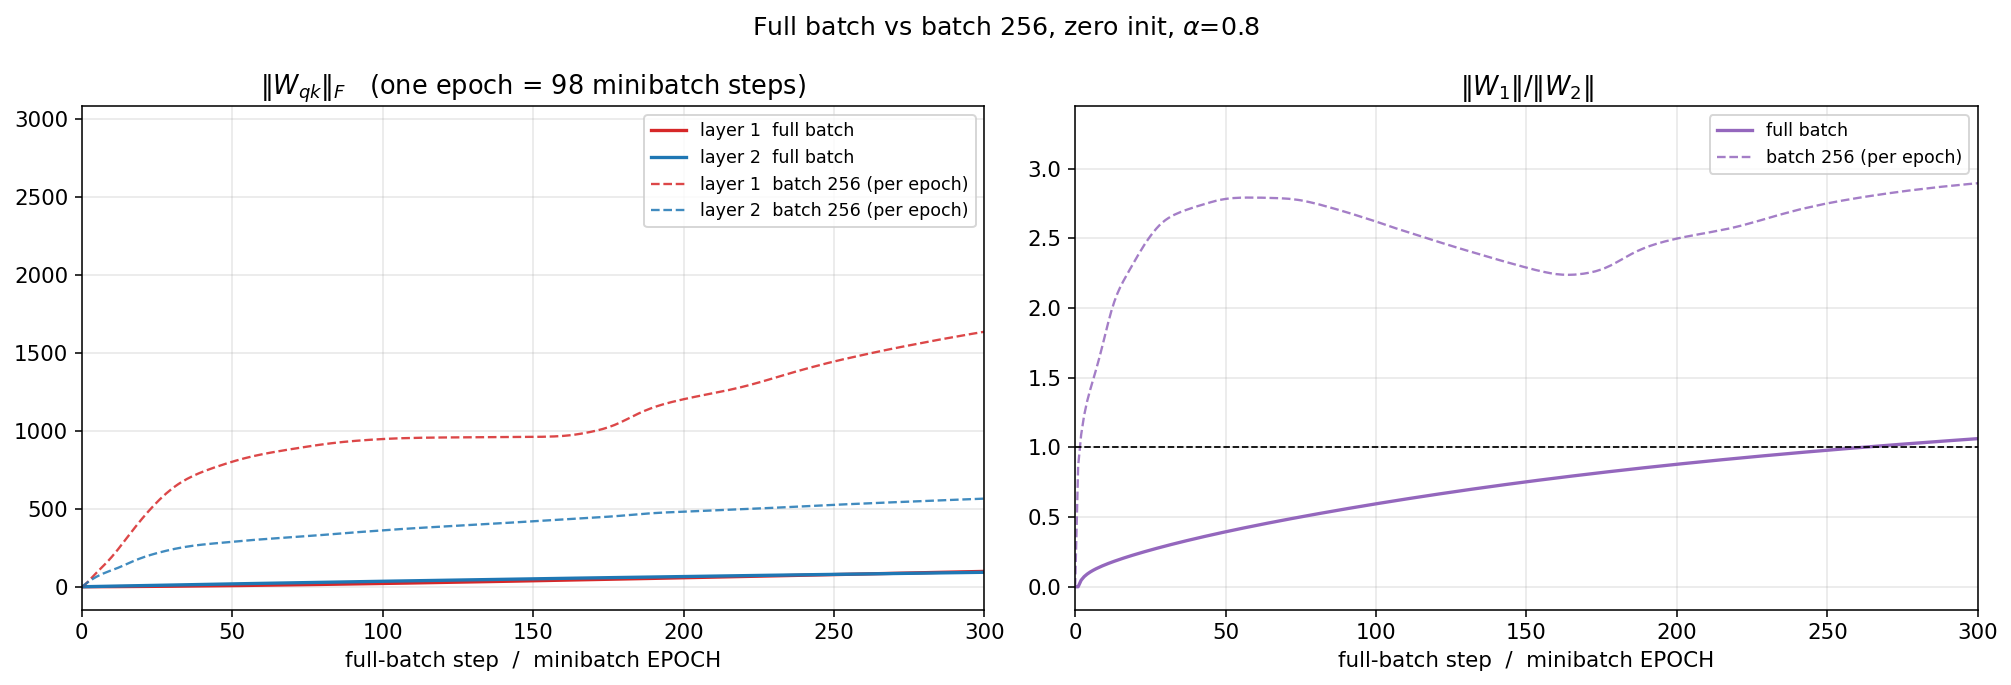 Full batch vs batch 256, zero init, α=0.8
‖W_qk‖_F (one epoch = 98 minibatch steps)
3000
2500
2000
1500
1000
500
0
layer 1 full batch
layer 2 full batch
layer 1 batch 256 (per epoch)
layer 2 batch 256 (per epoch)
0 50 100 150 200 250 300
full-batch step / minibatch EPOCH
‖W_1‖/‖W_2‖
3.0
2.5
2.0
1.5
1.0
0.5
0.0
full batch
batch 256 (per epoch)
0 50 100 150 200 250 300
full-batch step / minibatch EPOCH